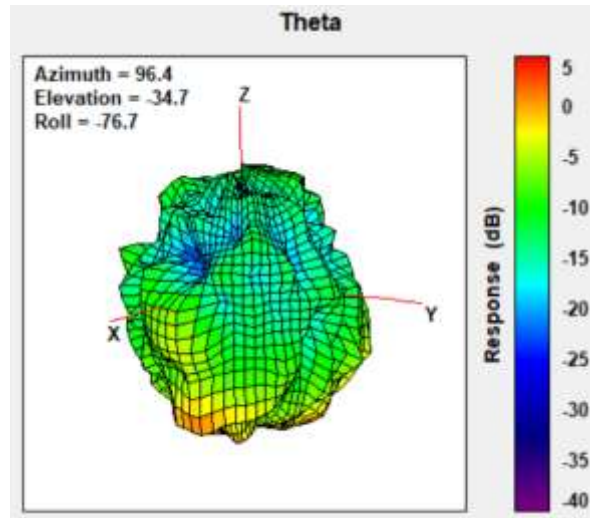 Theta
Azimuth = 96.4
Elevation = -34.7
Roll = -76.7
Z
X
Y
Response (dB)
5
0
-5
-10
-15
-20
-25
-30
-35
-40